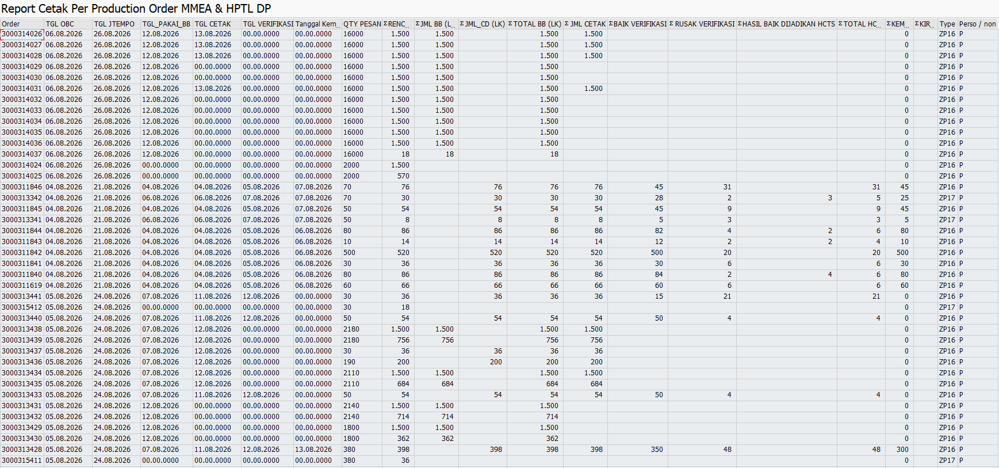 Report Cetak Per Production Order MMEA & HPTL DP
Order TGL OBC TGL JTEMPO TGL_PAKAI_BB TGL CETAK TGL VERIFIKASI Tanggal Kem... QTY PESAN ΣRENC... ΣJML BB (L... ΣJML_CD (LK) ΣTOTAL BB (LK) Σ JML CETAK ΣBAIK VERIFIKASI ΣRUSAK VERIFIKASI ΣHASIL BAIK DIJADIKAN HCTS ΣTOTAL HC... ΣKEM... ΣKIR... Type Perso / non
3000314026 06.08.2026 26.08.2026 12.08.2026 13.08.2026 00.00.0000 00.00.0000 16000 1.500 1.500 1.500 1.500 0 ZP16 P
3000314027 06.08.2026 26.08.2026 12.08.2026 13.08.2026 00.00.0000 00.00.0000 16000 1.500 1.500 1.500 1.500 0 ZP16 P
3000314028 06.08.2026 26.08.2026 12.08.2026 13.08.2026 00.00.0000 00.00.0000 16000 1.500 1.500 1.500 1.500 0 ZP16 P
3000314029 06.08.2026 26.08.2026 12.08.2026 00.00.0000 00.00.0000 00.00.0000 16000 1.500 1.500 1.500 0 ZP16 P
3000314030 06.08.2026 26.08.2026 12.08.2026 00.00.0000 00.00.0000 00.00.0000 16000 1.500 1.500 1.500 0 ZP16 P
3000314031 06.08.2026 26.08.2026 12.08.2026 13.08.2026 00.00.0000 00.00.0000 16000 1.500 1.500 1.500 1.500 0 ZP16 P
3000314032 06.08.2026 26.08.2026 12.08.2026 00.00.0000 00.00.0000 00.00.0000 16000 1.500 1.500 1.500 0 ZP16 P
3000314033 06.08.2026 26.08.2026 12.08.2026 00.00.0000 00.00.0000 00.00.0000 16000 1.500 1.500 1.500 0 ZP16 P
3000314034 06.08.2026 26.08.2026 12.08.2026 00.00.0000 00.00.0000 00.00.0000 16000 1.500 1.500 1.500 0 ZP16 P
3000314035 06.08.2026 26.08.2026 12.08.2026 00.00.0000 00.00.0000 00.00.0000 16000 1.500 1.500 1.500 0 ZP16 P
3000314036 06.08.2026 26.08.2026 12.08.2026 00.00.0000 00.00.0000 00.00.0000 16000 1.500 1.500 1.500 0 ZP16 P
3000314037 06.08.2026 26.08.2026 12.08.2026 00.00.0000 00.00.0000 00.00.0000 16000 18 18 18 0 ZP16 P
3000314024 06.08.2026 26.08.2026 00.00.0000 00.00.0000 00.00.0000 00.00.0000 2000 1.500 0 ZP16 P
3000314025 06.08.2026 26.08.2026 00.00.0000 00.00.0000 00.00.0000 00.00.0000 2000 570 0 ZP16 P
3000311846 04.08.2026 21.08.2026 04.08.2026 04.08.2026 05.08.2026 07.08.2026 70 76 76 76 76 45 31 31 45 ZP16 P
3000313342 04.08.2026 21.08.2026 06.08.2026 06.08.2026 07.08.2026 07.08.2026 70 30 30 30 30 28 2 3 5 25 ZP17 P
3000311845 04.08.2026 21.08.2026 04.08.2026 04.08.2026 05.08.2026 07.08.2026 50 54 54 54 54 45 9 9 45 ZP16 P
3000313341 04.08.2026 21.08.2026 06.08.2026 06.08.2026 07.08.2026 07.08.2026 50 8 8 8 8 5 3 3 5 ZP17 P
3000311844 04.08.2026 21.08.2026 04.08.2026 04.08.2026 05.08.2026 06.08.2026 80 86 86 86 86 82 4 2 6 80 ZP16 P
3000311843 04.08.2026 21.08.2026 04.08.2026 04.08.2026 05.08.2026 06.08.2026 10 14 14 14 14 12 2 2 4 10 ZP16 P
3000311842 04.08.2026 21.08.2026 04.08.2026 04.08.2026 05.08.2026 06.08.2026 500 520 520 520 520 500 20 20 500 ZP16 P
3000311841 04.08.2026 21.08.2026 04.08.2026 04.08.2026 05.08.2026 06.08.2026 30 36 36 36 36 30 6 6 30 ZP16 P
3000311840 04.08.2026 21.08.2026 04.08.2026 04.08.2026 05.08.2026 06.08.2026 80 86 86 86 86 84 2 4 6 80 ZP16 P
3000311619 04.08.2026 21.08.2026 04.08.2026 04.08.2026 05.08.2026 06.08.2026 60 66 66 66 66 60 6 6 60 ZP16 P
3000313441 05.08.2026 24.08.2026 07.08.2026 11.08.2026 12.08.2026 00.00.0000 30 36 36 36 36 15 21 21 0 ZP16 P
3000315412 05.08.2026 24.08.2026 00.00.0000 00.00.0000 00.00.0000 00.00.0000 30 18 0 ZP17 P
3000313440 05.08.2026 24.08.2026 07.08.2026 11.08.2026 12.08.2026 00.00.0000 50 54 54 54 54 50 4 4 0 ZP16 P
3000313438 05.08.2026 24.08.2026 07.08.2026 12.08.2026 00.00.0000 00.00.0000 2180 1.500 1.500 1.500 1.500 0 ZP16 P
3000313439 05.08.2026 24.08.2026 07.08.2026 12.08.2026 00.00.0000 00.00.0000 2180 756 756 756 756 0 ZP16 P
3000313437 05.08.2026 24.08.2026 07.08.2026 12.08.2026 00.00.0000 00.00.0000 30 36 36 36 36 0 ZP16 P
3000313436 05.08.2026 24.08.2026 07.08.2026 12.08.2026 00.00.0000 00.00.0000 190 200 200 200 200 0 ZP16 P
3000313434 05.08.2026 24.08.2026 07.08.2026 12.08.2026 00.00.0000 00.00.0000 2110 1.500 1.500 1.500 1.500 0 ZP16 P
3000313435 05.08.2026 24.08.2026 07.08.2026 12.08.2026 00.00.0000 00.00.0000 2110 684 684 684 684 0 ZP16 P
3000313433 05.08.2026 24.08.2026 07.08.2026 11.08.2026 12.08.2026 00.00.0000 50 54 54 54 54 50 4 4 0 ZP16 P
3000313431 05.08.2026 24.08.2026 12.08.2026 00.00.0000 00.00.0000 00.00.0000 2140 1.500 1.500 1.500 0 ZP16 P
3000313432 05.08.2026 24.08.2026 12.08.2026 00.00.0000 00.00.0000 00.00.0000 2140 714 714 714 0 ZP16 P
3000313429 05.08.2026 24.08.2026 12.08.2026 00.00.0000 00.00.0000 00.00.0000 1800 1.500 1.500 1.500 0 ZP16 P
3000313430 05.08.2026 24.08.2026 12.08.2026 00.00.0000 00.00.0000 00.00.0000 1800 362 362 362 0 ZP16 P
3000313428 05.08.2026 24.08.2026 07.08.2026 11.08.2026 12.08.2026 13.08.2026 380 398 398 398 398 350 48 48 300 ZP16 P
3000315411 05.08.2026 24.08.2026 00.00.0000 00.00.0000 00.00.0000 00.00.0000 380 36 0 ZP17 P